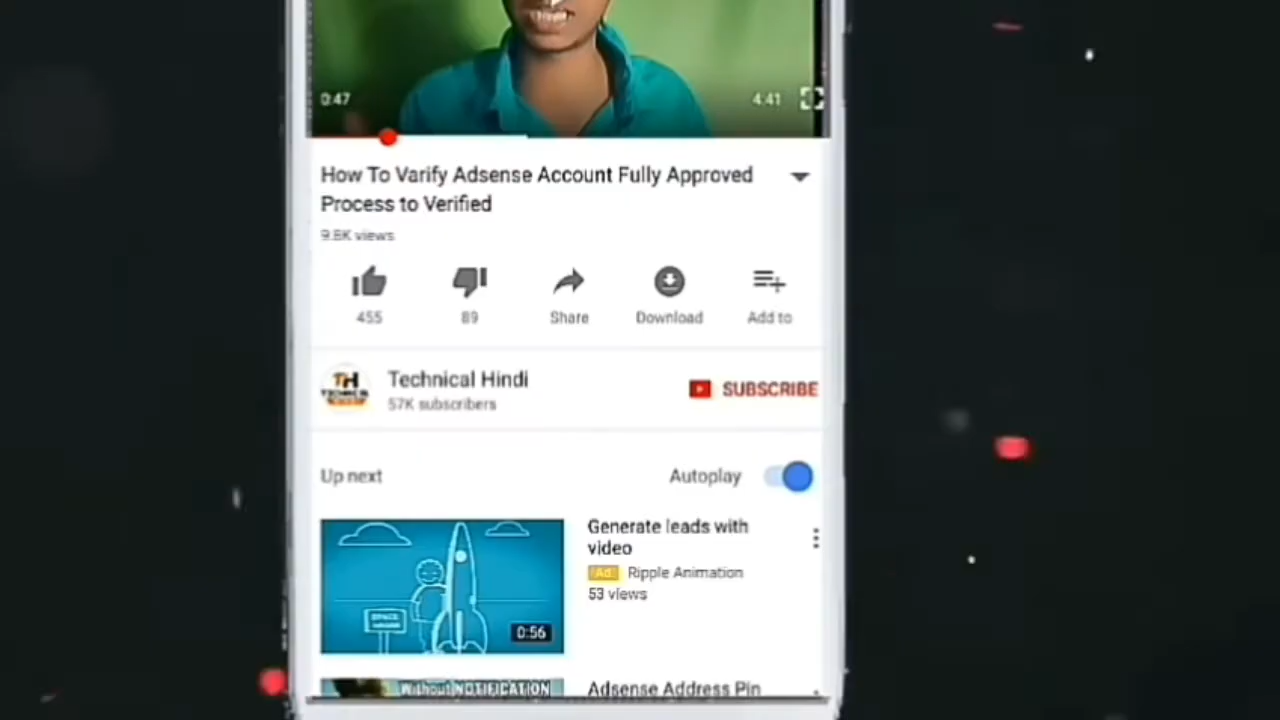 0:47
4:41
How To Varify Adsense Account Fully Approved
Process to Verified
9.8K views
455
89
Share
Download
Add to
TH
Technical Hindi
57K subscribers
SUBSCRIBE
Up next
Autoplay
Generate leads with
video
Ad
Ripple Animation
53 views
SPACE
0:56
Without NOTIFICATION
Adsense Address Pin